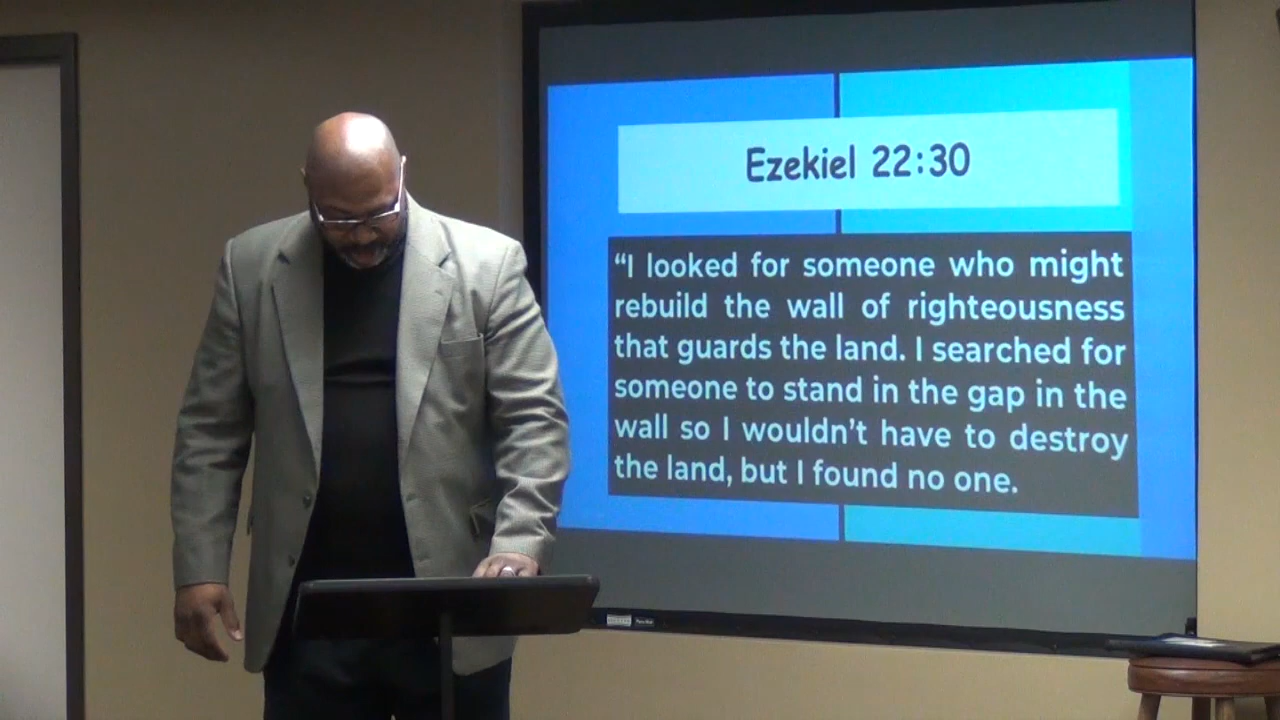 Ezekiel 22:30
“I looked for someone who might
rebuild the wall of righteousness
that guards the land. I searched for
someone to stand in the gap in the
wall so I wouldn’t have to destroy
the land, but I found no one.